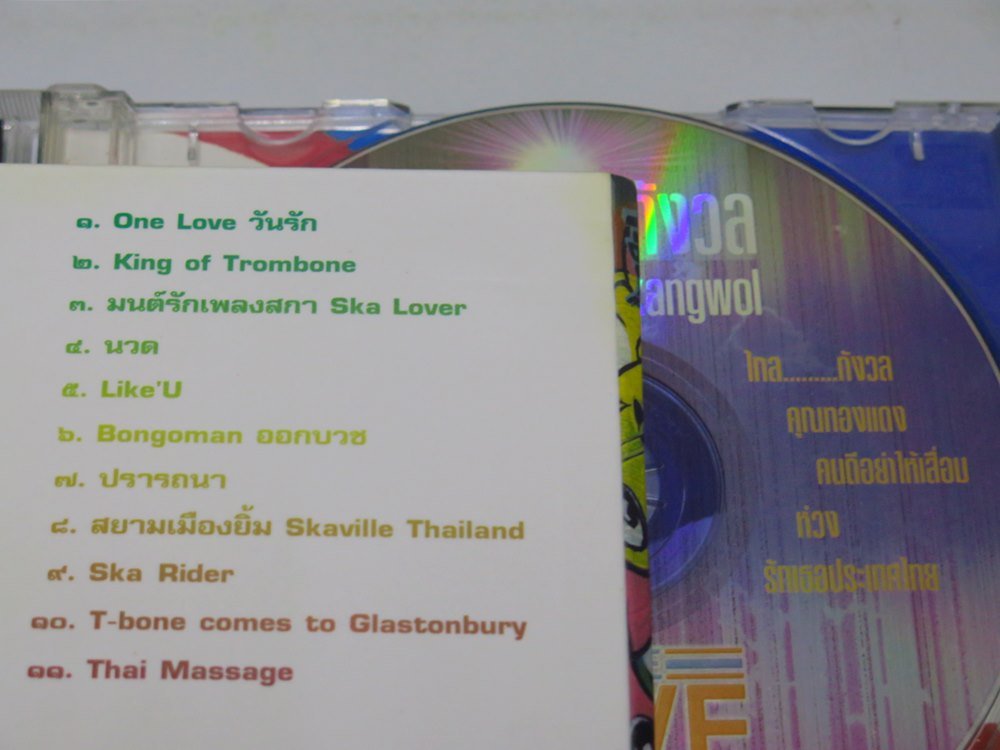 ๑. One Love วันรัก
๒. King of Trombone
๓. มนต์รักเพลงสกา Ska Lover
๔. นวด
๕. Like'U
๖. Bongoman ออกบวช
๗. ปรารถนา
๘. สยามเมืองยิ้ม Skaville Thailand
๙. Ska Rider
๑๐. T-bone comes to Glastonbury
๑๑. Thai Massage
กังวล
angwol
ไกล..........กังวล
คุณทองแดง
คนดีอย่าให้เสื่อม
ห่วง
รักเธอประเทศไทย